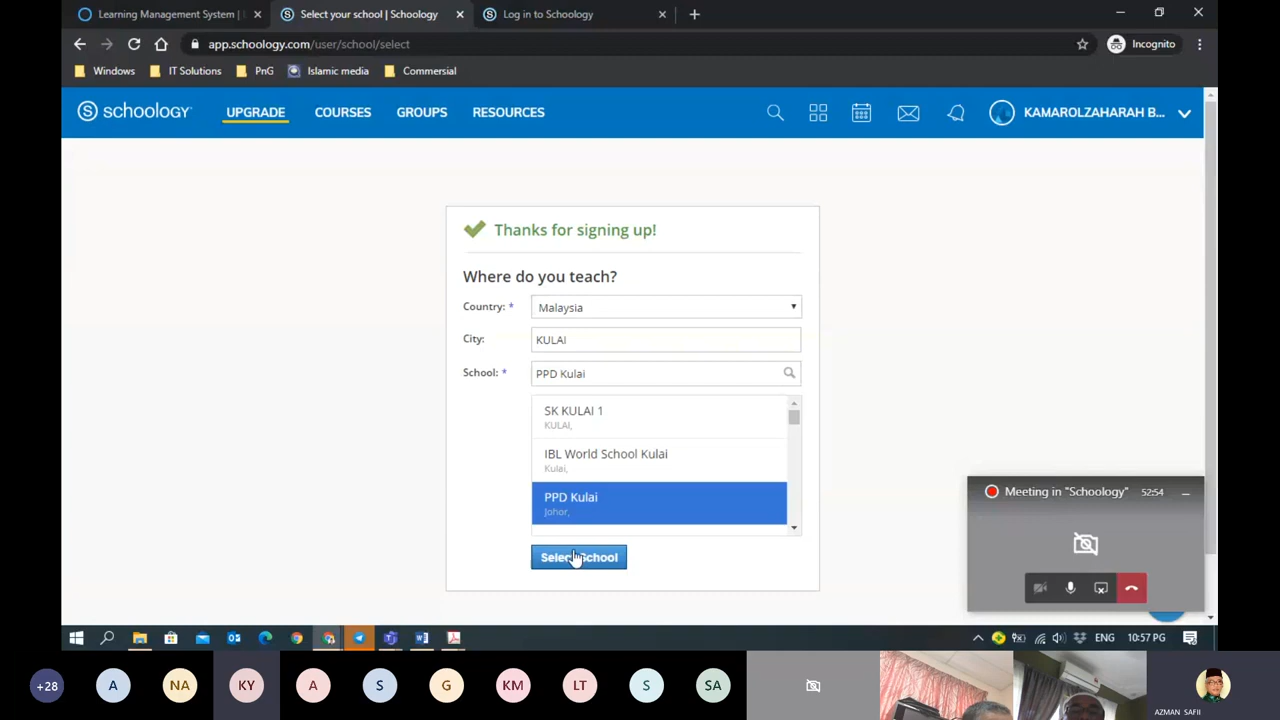 Learning Management System |
Select your school | Schoology
Log in to Schoology
app.schoology.com/user/school/select
Incognito
Windows
IT Solutions
PnG
Islamic media
Commersial
schoology
UPGRADE
COURSES
GROUPS
RESOURCES
KAMAROLZAHARAH B...
Thanks for signing up!
Where do you teach?
Country: *
Malaysia
City:
KULAI
School: *
PPD Kulai
SK KULAI 1
KULAI,
IBL World School Kulai
Kulai,
PPD Kulai
Johor,
Select School
Meeting in "Schoology"
52:54
ENG
10:57 PG
+28
A
NA
KY
A
S
G
KM
LT
S
SA
AZMAN SAFII